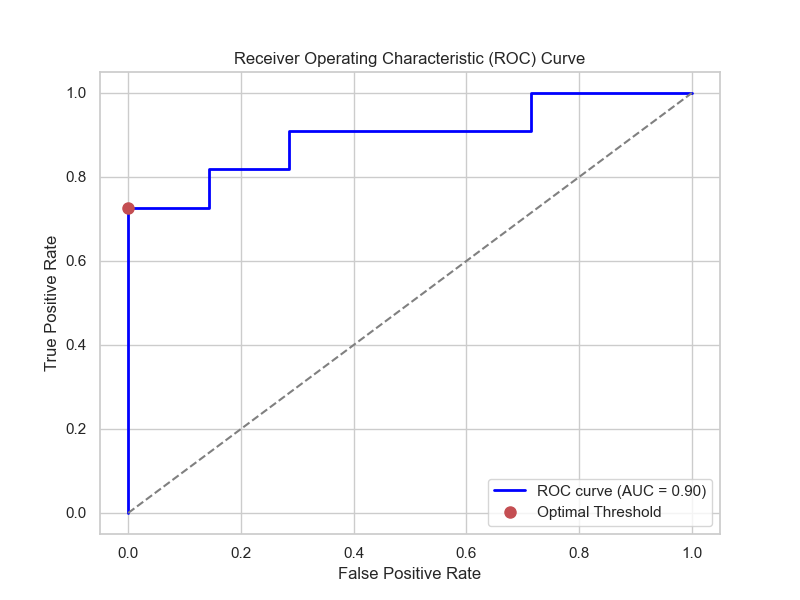 Receiver Operating Characteristic (ROC) Curve
True Positive Rate
1.0
0.8
0.6
0.4
0.2
0.0
ROC curve (AUC = 0.90)
Optimal Threshold
0.0 0.2 0.4 0.6 0.8 1.0
False Positive Rate